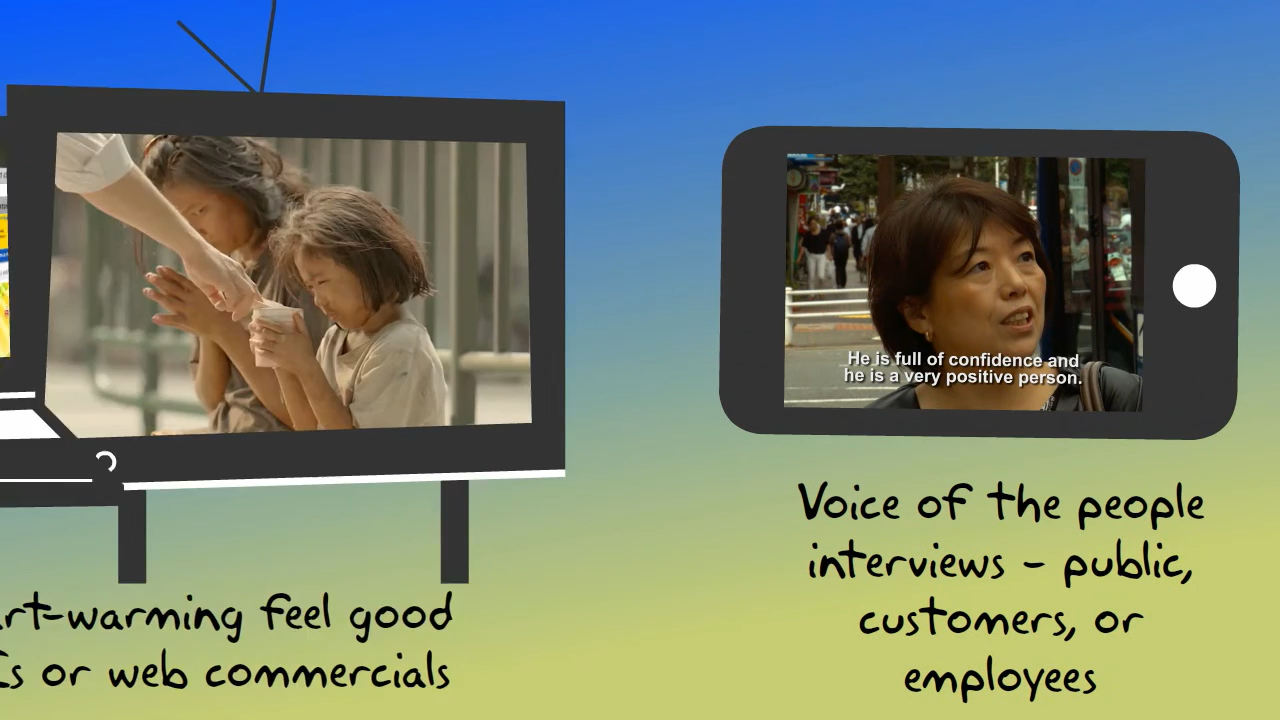 He is full of confidence and
he is a very positive person.
Voice of the people
interviews – public,
customers, or
employees
rt-warming feel good
s or web commercials